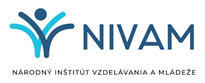 NIVAM
NÁRODNÝ INŠTITÚT VZDELÁVANIA A MLÁDEŽE